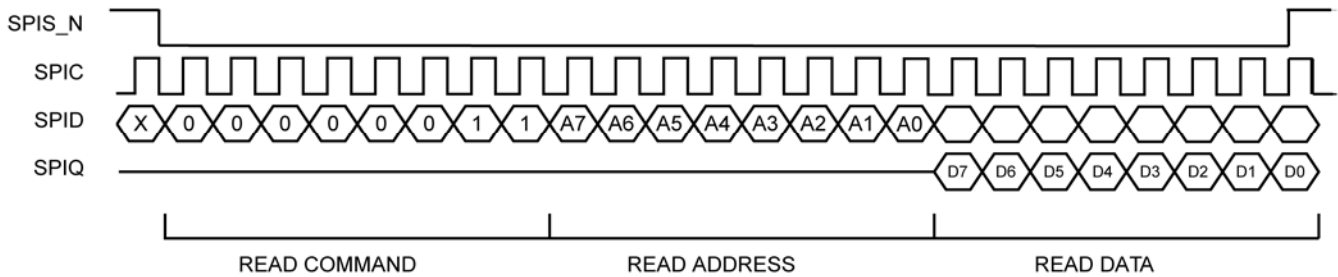 SPIS_N
SPIC
SPID X 0 0 0 0 0 0 1 1 A7 A6 A5 A4 A3 A2 A1 A0
SPIQ D7 D6 D5 D4 D3 D2 D1 D0
READ COMMAND READ ADDRESS READ DATA